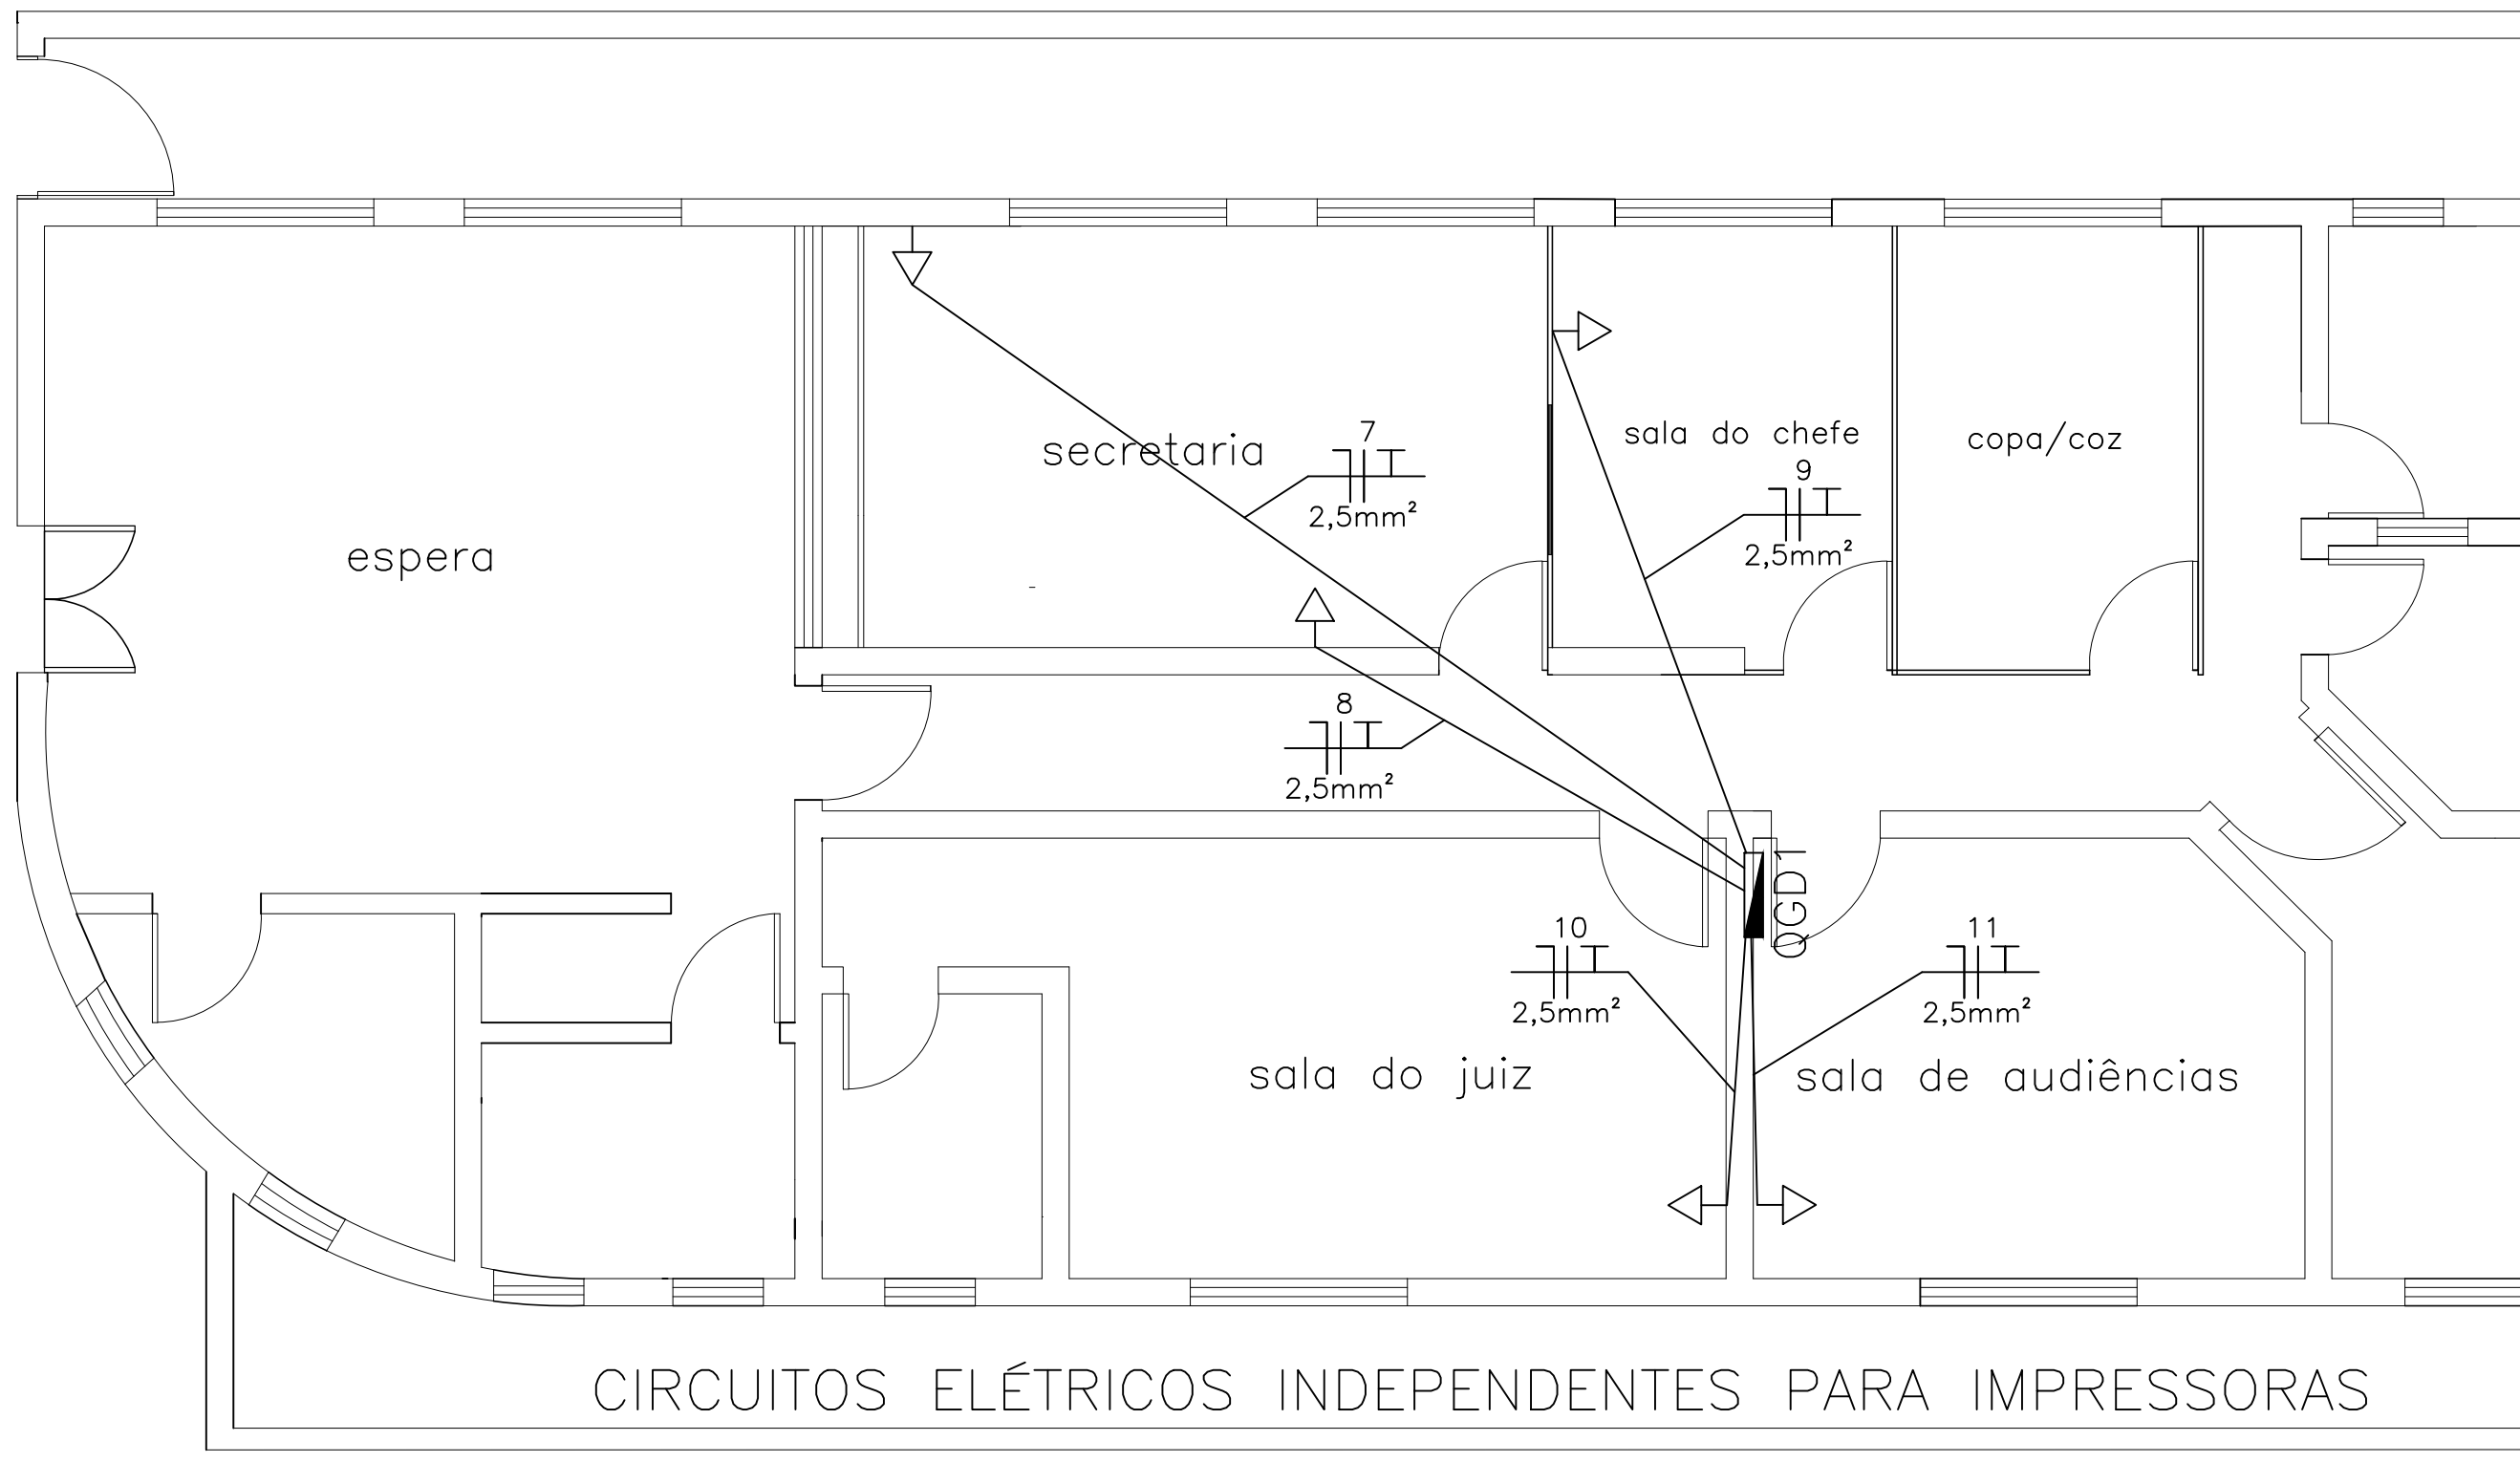 7
secretaria
2,5mm²
sala do chefe
9
2,5mm²
copa/coz
espera
8
2,5mm²
QGD1
10
2,5mm²
11
2,5mm²
sala do juiz
sala de audiências
CIRCUITOS ELÉTRICOS INDEPENDENTES PARA IMPRESSORAS